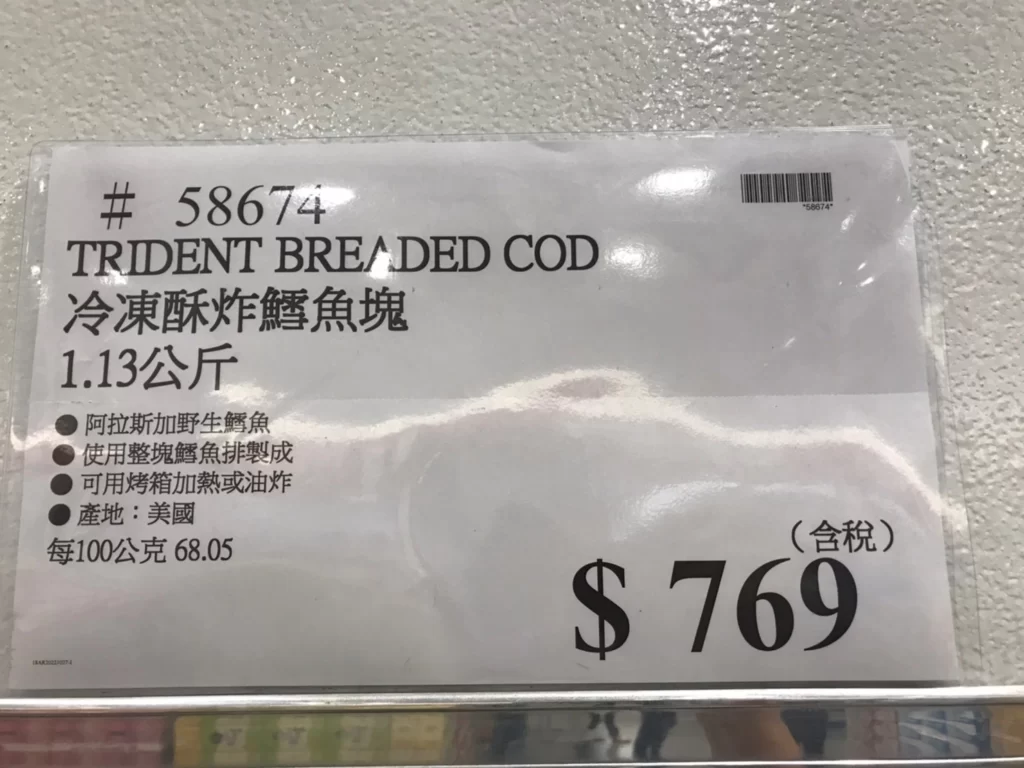 # 58674
*58674*
TRIDENT BREADED COD
冷凍酥炸鱈魚塊
1.13公斤
● 阿拉斯加野生鱈魚
● 使用整塊鱈魚排製成
● 可用烤箱加熱或油炸
● 產地：美國
每100公克 68.05
（含稅）
$ 769